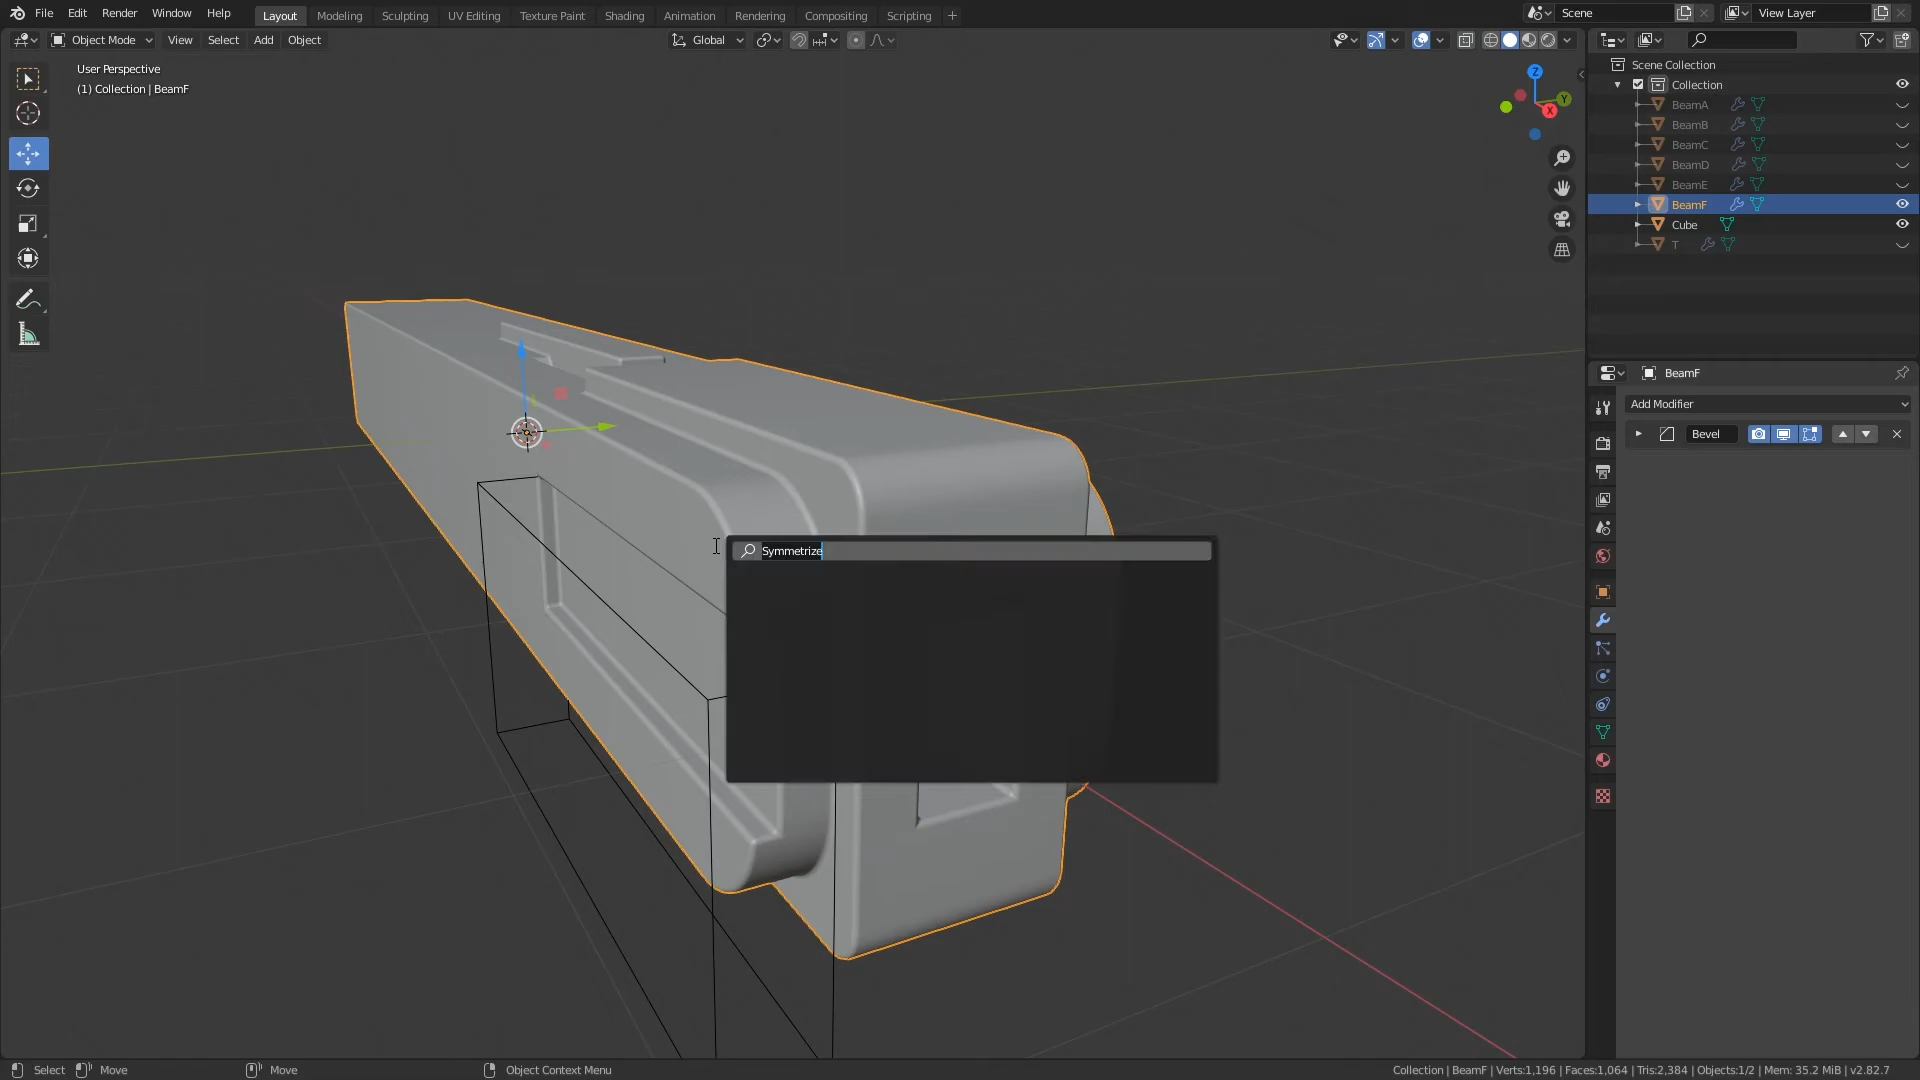 File Edit Render Window Help Layout Modeling Sculpting UV Editing Texture Paint Shading Animation Rendering Compositing Scripting + Scene View Layer
Object Mode View Select Add Object Global
User Perspective
(1) Collection | BeamF
Z
Y
X
Scene Collection
Collection
BeamA
BeamB
BeamC
BeamD
BeamE
BeamF
Cube
T
BeamF
Add Modifier
Bevel
Symmetrize
Select Move Move Object Context Menu Collection | BeamF | Verts:1,196 | Faces:1,064 | Tris:2,384 | Objects:1/2 | Mem: 35.2 MiB | v2.82.7